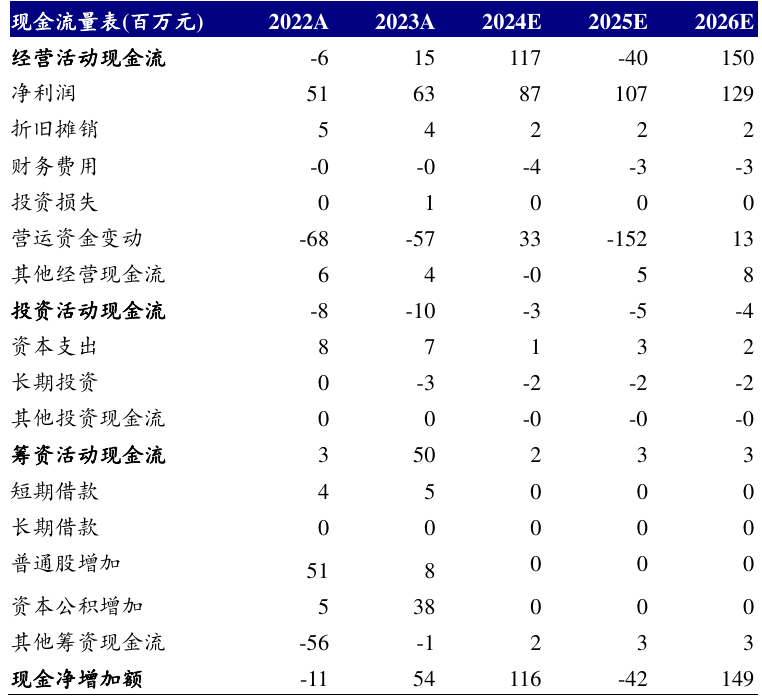 现金流量表(百万元) 2022A 2023A 2024E 2025E 2026E
经营活动现金流 -6 15 117 -40 150
净利润 51 63 87 107 129
折旧摊销 5 4 2 2 2
财务费用 -0 -0 -4 -3 -3
投资损失 0 1 0 0 0
营运资金变动 -68 -57 33 -152 13
其他经营现金流 6 4 -0 5 8
投资活动现金流 -8 -10 -3 -5 -4
资本支出 8 7 1 3 2
长期投资 0 -3 -2 -2 -2
其他投资现金流 0 0 -0 -0 -0
筹资活动现金流 3 50 2 3 3
短期借款 4 5 0 0 0
长期借款 0 0 0 0 0
普通股增加 51 8 0 0 0
资本公积增加 5 38 0 0 0
其他筹资现金流 -56 -1 2 3 3
现金净增加额 -11 54 116 -42 149